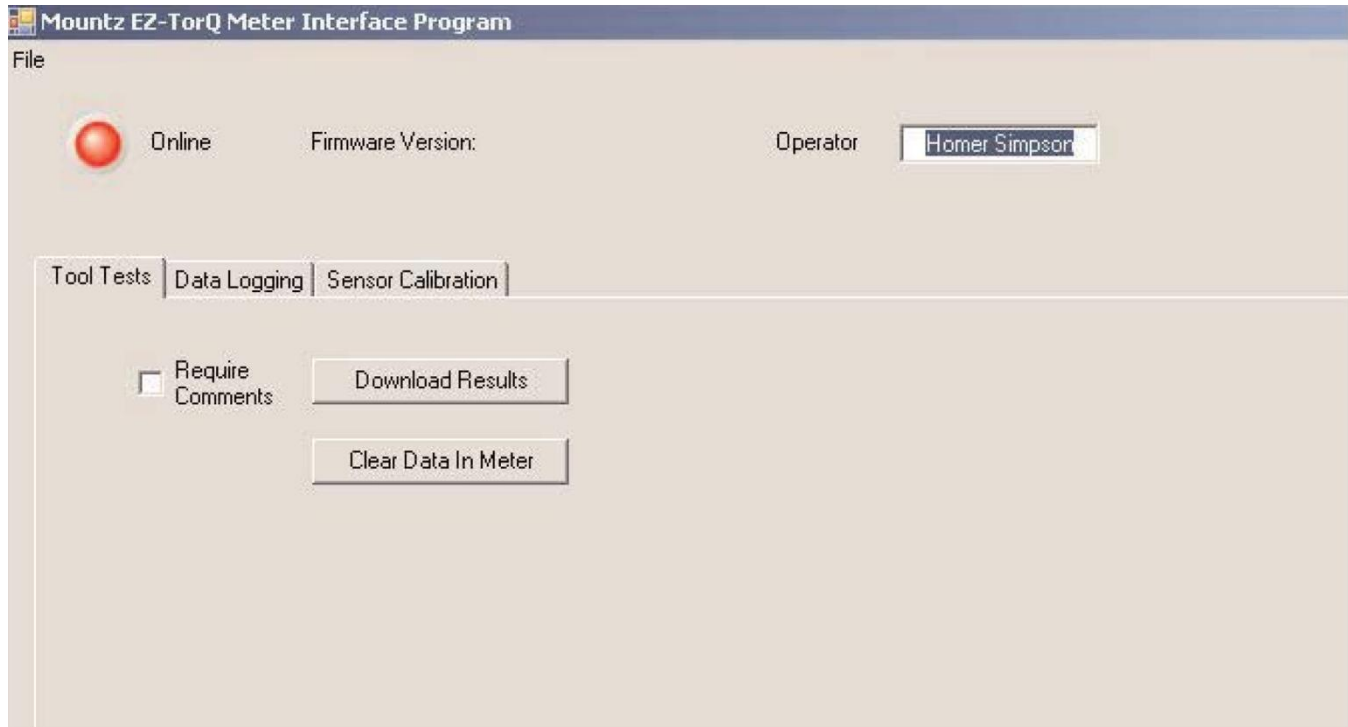 Mountz EZ-TorQ Meter Interface Program
File
Online Firmware Version: Operator Homer Simpson
Tool Tests Data Logging Sensor Calibration
Require
Comments
Download Results
Clear Data In Meter